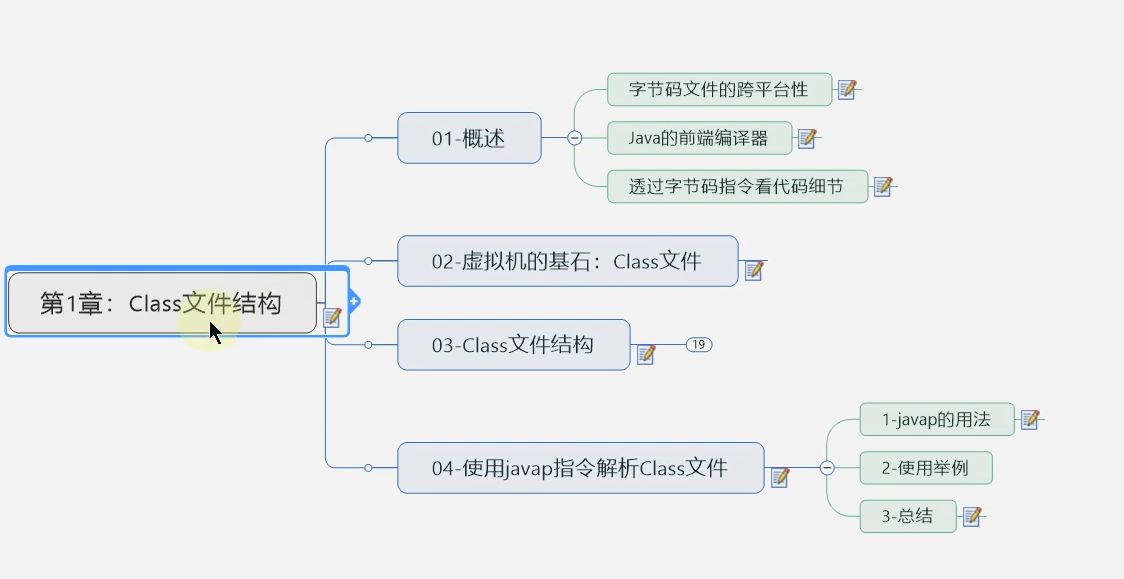 字节码文件的跨平台性
01-概述
Java的前端编译器
透过字节码指令看代码细节
02-虚拟机的基石：Class文件
第1章：Class文件结构
03-Class文件结构
19
1-javap的用法
04-使用javap指令解析Class文件
2-使用举例
3-总结